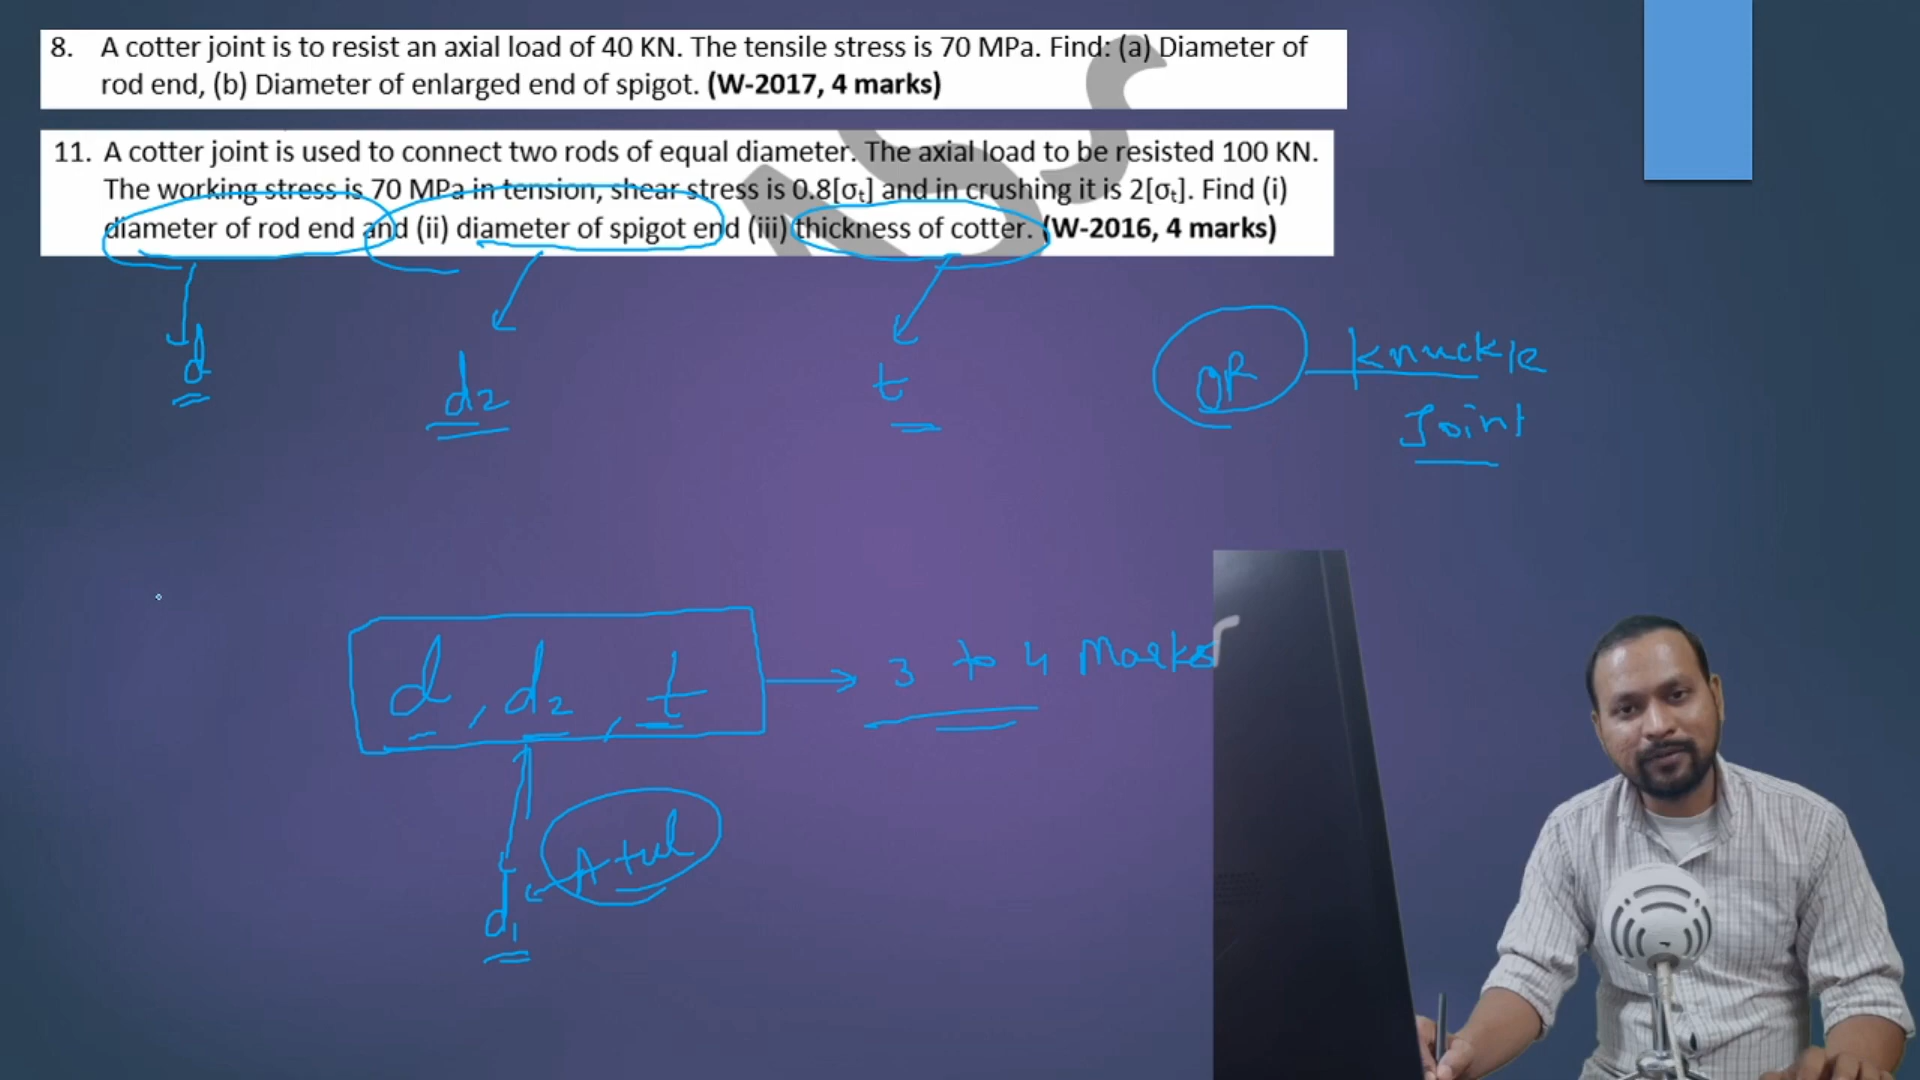 8. A cotter joint is to resist an axial load of 40 KN. The tensile stress is 70 MPa. Find: (a) Diameter of
rod end, (b) Diameter of enlarged end of spigot. (W-2017, 4 marks)
11. A cotter joint is used to connect two rods of equal diameter. The axial load to be resisted 100 KN.
The working stress is 70 MPa in tension, shear stress is 0.8[σₜ] and in crushing it is 2[σₜ]. Find (i)
diameter of rod end and (ii) diameter of spigot end (iii) thickness of cotter. (W-2016, 4 marks)
d
d₂
t
OR Knuckle
Joint
d, d₂, t → 3 to 4 Marks
Atul
d₁